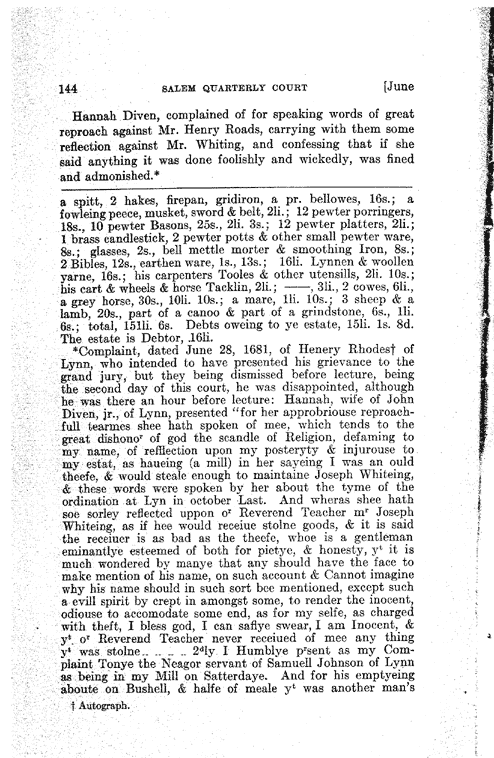 144 SALEM QUARTERLY COURT [June
Hannah Diven, complained of for speaking words of great
reproach against Mr. Henry Roads, carrying with them some
reflection against Mr. Whiting, and confessing that if she
said anything it was done foolishly and wickedly, was fined
and admonished.*
a spitt, 2 hakes, firepan, gridiron, a pr. bellowes, 16s.; a
fowleing peece, musket, sword & belt, 2li.; 12 pewter porringers,
18s., 10 pewter Basons, 25s., 2li. 3s.; 12 pewter platters, 2li.;
1 brass candlestick, 2 pewter potts & other small pewter ware,
8s.; glasses, 2s., bell mettle morter & smoothing Iron, 8s.;
2 Bibles, 12s., earthen ware, 1s., 13s.; 16li. Lynnen & woollen
yarne, 16s.; his carpenters Tooles & other utensills, 2li. 10s.;
his cart & wheels & horse Tacklin, 2li.; ——, 3li., 2 cowes, 6li.,
a grey horse, 30s., 10li. 10s.; a mare, 1li. 10s.; 3 sheep & a
lamb, 20s., part of a canoo & part of a grindstone, 6s., 1li.
6s.; total, 151li. 6s. Debts oweing to ye estate, 15li. 1s. 8d.
The estate is Debtor, 16li.
*Complaint, dated June 28, 1681, of Henery Rhodes† of
Lynn, who intended to have presented his grievance to the
grand jury, but they being dismissed before lecture, being
the second day of this court, he was disappointed, although
he was there an hour before lecture: Hannah, wife of John
Diven, jr., of Lynn, presented "for her approbriouse reproach-
full tearmes shee hath spoken of mee, which tends to the
great dishonoʳ of god the scandle of Religion, defaming to
my name, of refflection upon my posteryty & injurouse to
my estat, as haueing (a mill) in her sayeing I was an ould
theefe, & would steale enough to maintaine Joseph Whiteing,
& these words were spoken by her about the tyme of the
ordination at Lyn in october Last. And wheras shee hath
soe sorley reflected uppon oʳ Reverend Teacher mʳ Joseph
Whiteing, as if hee would receiue stolne goods, & it is said
the receiuer is as bad as the theefe, whoe is a gentleman
eminantlye esteemed of both for pietye, & honesty, yᵗ it is
much wondered by manye that any should have the face to
make mention of his name, on such account & Cannot imagine
why his name should in such sort bee mentioned, except such
a evill spirit by crept in amongst some, to render the inocent,
odiouse to accomodate some end, as for my selfe, as charged
with theft, I bless god, I can saflye swear, I am Inocent, &
yᵗ oʳ Reverend Teacher never receiued of mee any thing
yᵗ was stolne.. .. .. .. 2ᵈly I Humblye pʳsent as my Com-
plaint Tonye the Neagor servant of Samuell Johnson of Lynn
as being in my Mill on Satterdaye. And for his emptyeing
aboute on Bushell, & halfe of meale yᵗ was another man's
† Autograph.